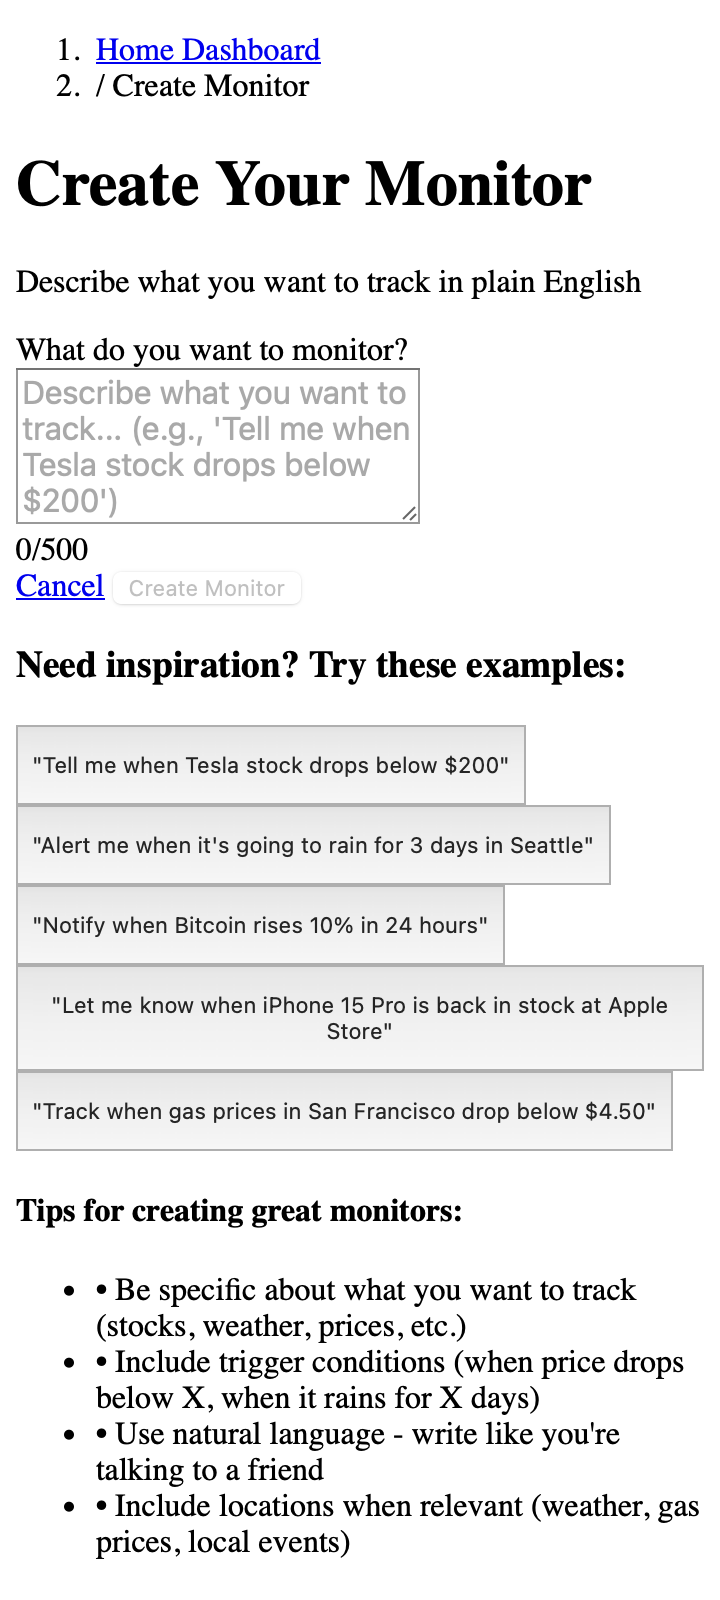 1. Home Dashboard
2. / Create Monitor
Create Your Monitor
Describe what you want to track in plain English
What do you want to monitor?
Describe what you want to
track... (e.g., 'Tell me when
Tesla stock drops below
$200')
0/500
Cancel Create Monitor
Need inspiration? Try these examples:
"Tell me when Tesla stock drops below $200"
"Alert me when it's going to rain for 3 days in Seattle"
"Notify when Bitcoin rises 10% in 24 hours"
"Let me know when iPhone 15 Pro is back in stock at Apple
Store"
"Track when gas prices in San Francisco drop below $4.50"
Tips for creating great monitors:
• • Be specific about what you want to track
(stocks, weather, prices, etc.)
• • Include trigger conditions (when price drops
below X, when it rains for X days)
• • Use natural language - write like you're
talking to a friend
• • Include locations when relevant (weather, gas
prices, local events)